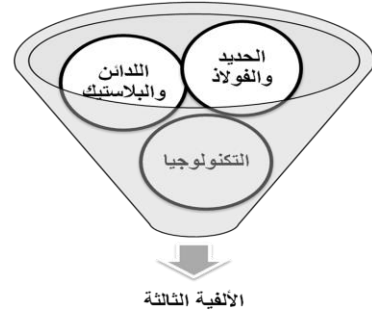 الحديد
والفولاذ
اللدائن
والبلاستيك
التكنولوجيا
الألفية الثالثة